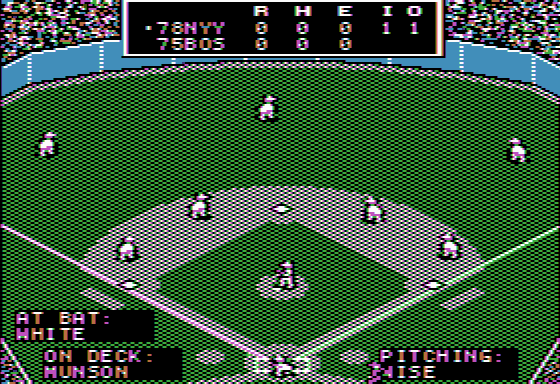 R H E I O
·78NYY 0 0 0 1 1
75BOS 0 0 0
AT BAT:
WHITE
ON DECK:
MUNSON
PITCHING:
WISE